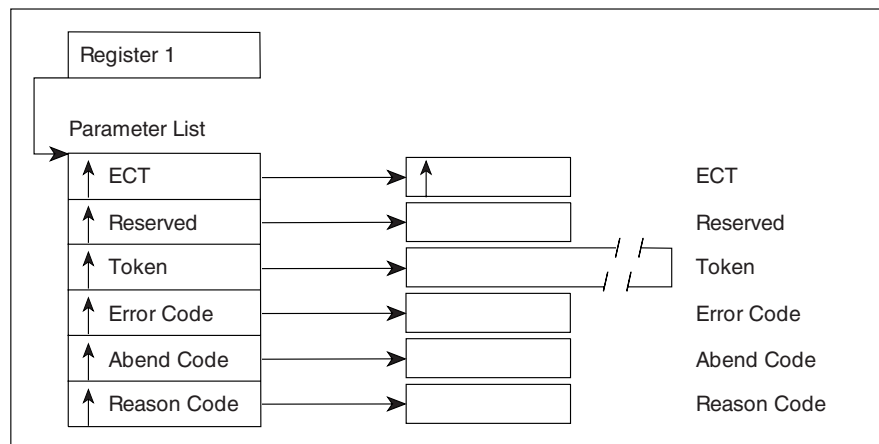 Register 1
Parameter List
ECT ECT
Reserved Reserved
Token Token
Error Code Error Code
Abend Code Abend Code
Reason Code Reason Code